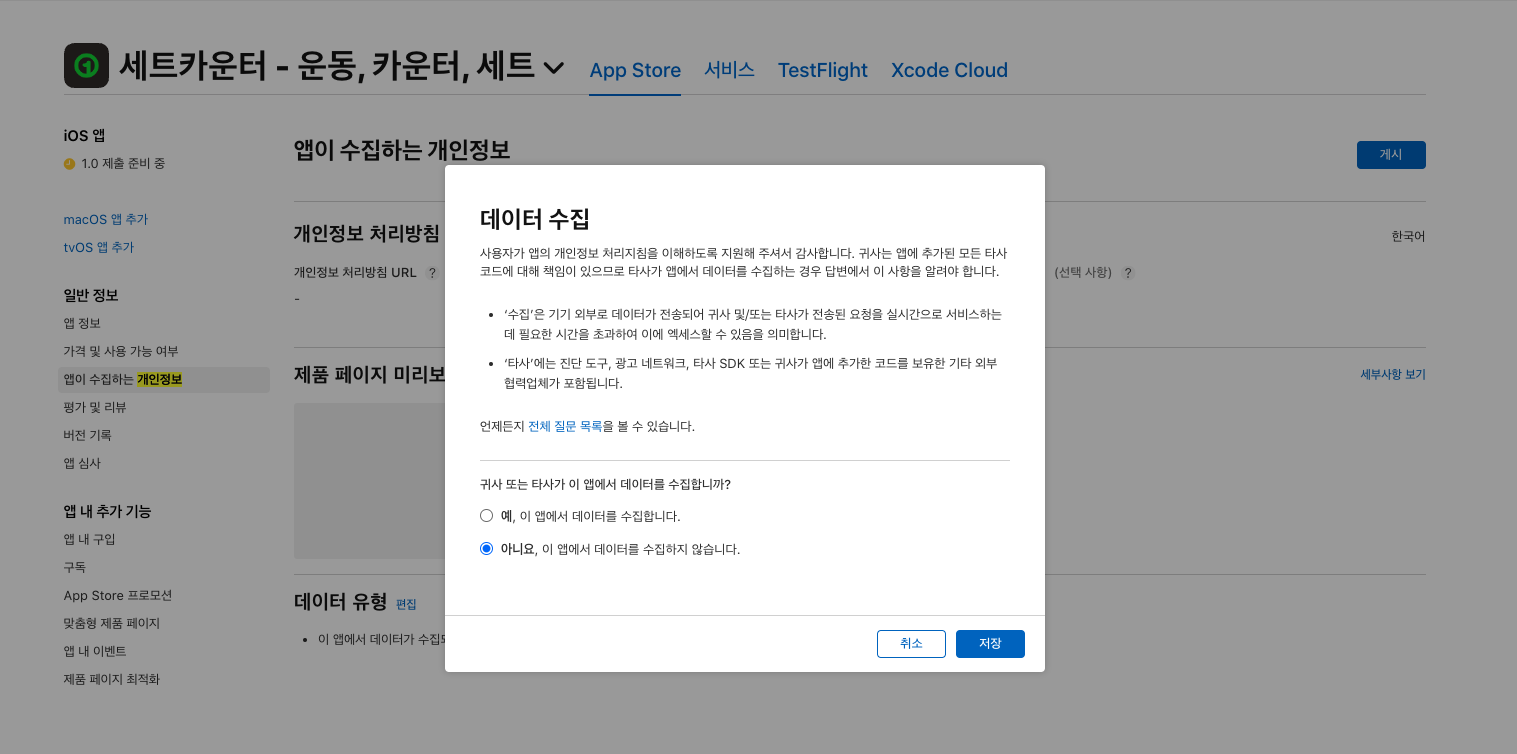 세트카운터 - 운동, 카운터, 세트
App Store 서비스 TestFlight Xcode Cloud
iOS 앱
1.0 제출 준비 중
macOS 앱 추가
tvOS 앱 추가
일반 정보
앱 정보
가격 및 사용 가능 여부
앱이 수집하는 개인정보
평가 및 리뷰
버전 기록
앱 심사
앱 내 추가 기능
앱 내 구입
구독
App Store 프로모션
맞춤형 제품 페이지
앱 내 이벤트
제품 페이지 최적화
앱이 수집하는 개인정보
게시
개인정보 처리방침
한국어
개인정보 처리방침 URL ?
(선택 사항) ?
-
제품 페이지 미리보
세부사항 보기
데이터 유형 편집
이 앱에서 데이터가 수집되
데이터 수집
사용자가 앱의 개인정보 처리지침을 이해하도록 지원해 주셔서 감사합니다. 귀사는 앱에 추가된 모든 타사
코드에 대해 책임이 있으므로 타사가 앱에서 데이터를 수집하는 경우 답변에서 이 사항을 알려야 합니다.
• ‘수집’은 기기 외부로 데이터가 전송되어 귀사 및/또는 타사가 전송된 요청을 실시간으로 서비스하는
데 필요한 시간을 초과하여 이에 엑세스할 수 있음을 의미합니다.
• ‘타사’에는 진단 도구, 광고 네트워크, 타사 SDK 또는 귀사가 앱에 추가한 코드를 보유한 기타 외부
협력업체가 포함됩니다.
언제든지 전체 질문 목록을 볼 수 있습니다.
귀사 또는 타사가 이 앱에서 데이터를 수집합니까?
예, 이 앱에서 데이터를 수집합니다.
아니요, 이 앱에서 데이터를 수집하지 않습니다.
취소
저장